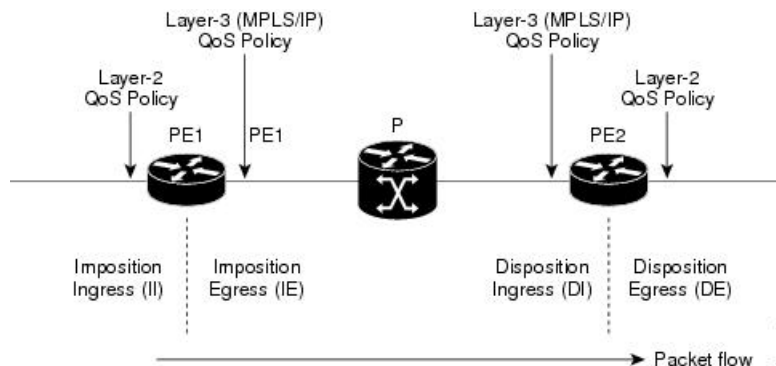 Layer-3 (MPLS/IP)
QoS Policy
Layer-3 (MPLS/IP)
QoS Policy
Layer-2
QoS Policy
Layer-2
QoS Policy
PE1
PE1
P
PE2
Imposition
Ingress (II)
Imposition
Egress (IE)
Disposition
Ingress (DI)
Disposition
Egress (DE)
Packet flow